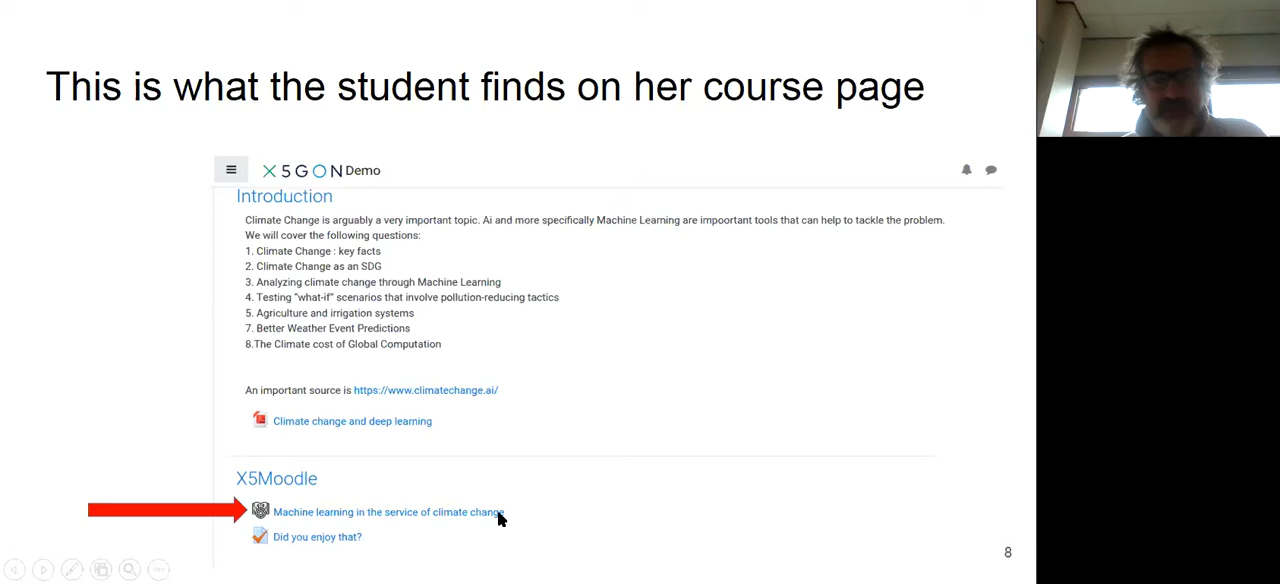 This is what the student finds on her course page
X5GON Demo
Introduction
Climate Change is arguably a very important topic. Ai and more specifically Machine Learning are impoortant tools that can help to tackle the problem.
We will cover the following questions:
1. Climate Change : key facts
2. Climate Change as an SDG
3. Analyzing climate change through Machine Learning
4. Testing “what-if” scenarios that involve pollution-reducing tactics
5. Agriculture and irrigation systems
7. Better Weather Event Predictions
8.The Climate cost of Global Computation
An important source is https://www.climatechange.ai/
Climate change and deep learning
X5Moodle
Machine learning in the service of climate change
Did you enjoy that?
8